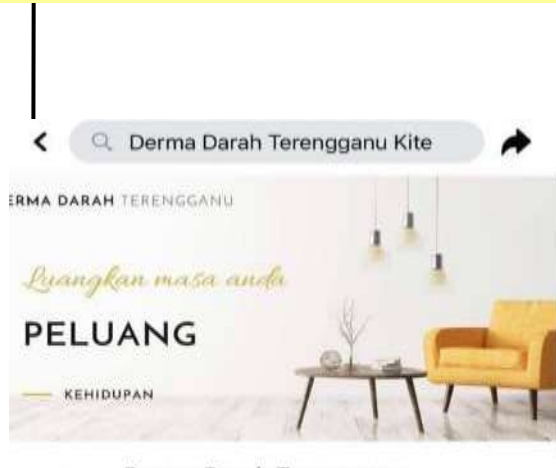 Derma Darah Terengganu Kite
ERMA DARAH TERENGGANU
Luangkan masa anda
PELUANG
KEHIDUPAN